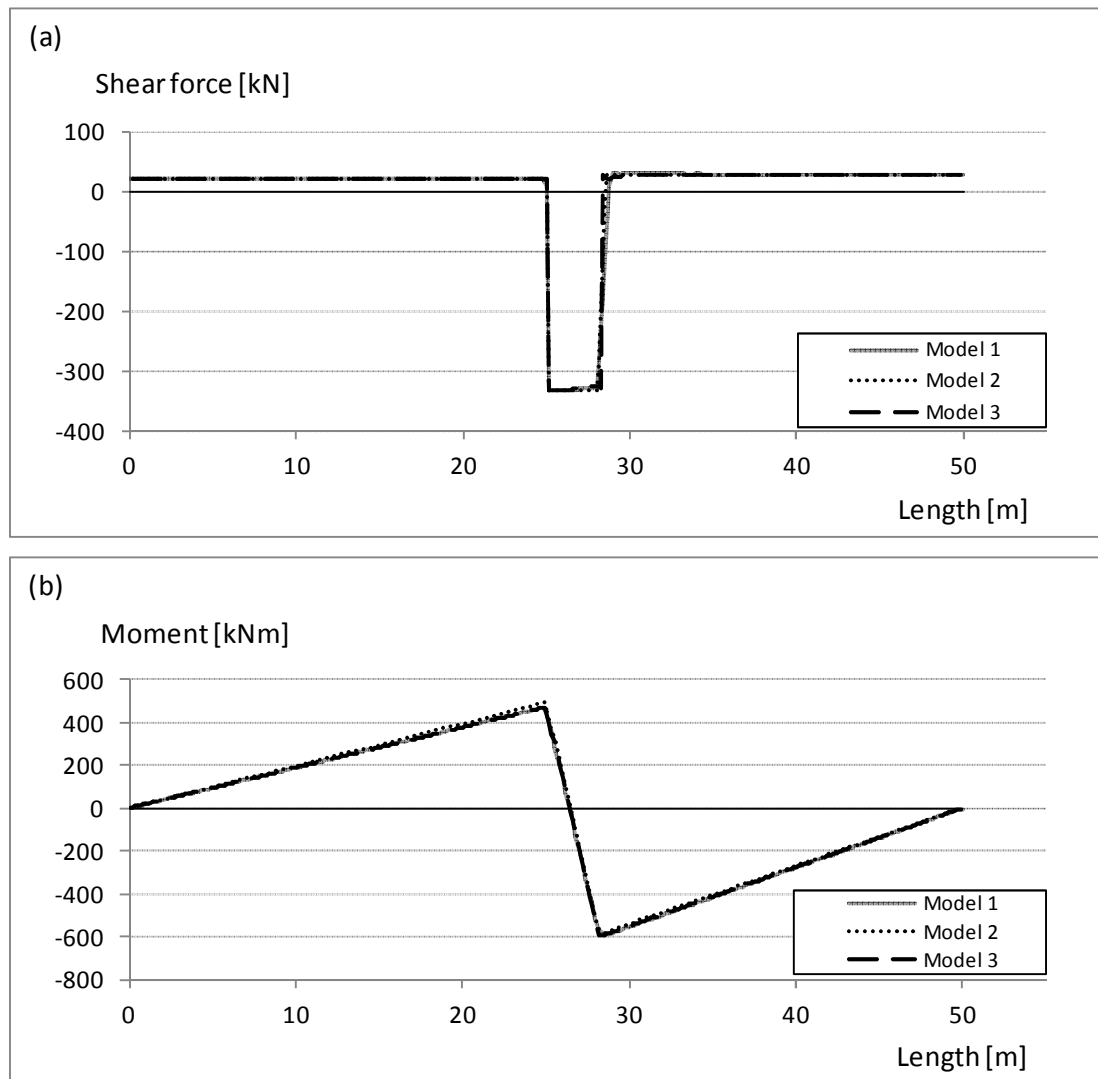 (a)
Shear force [kN]
100
0
-100
-200
-300
-400
0 10 20 30 40 50
Length [m]
Model 1
Model 2
Model 3
(b)
Moment [kNm]
600
400
200
0
-200
-400
-600
-800
0 10 20 30 40 50
Length [m]
Model 1
Model 2
Model 3